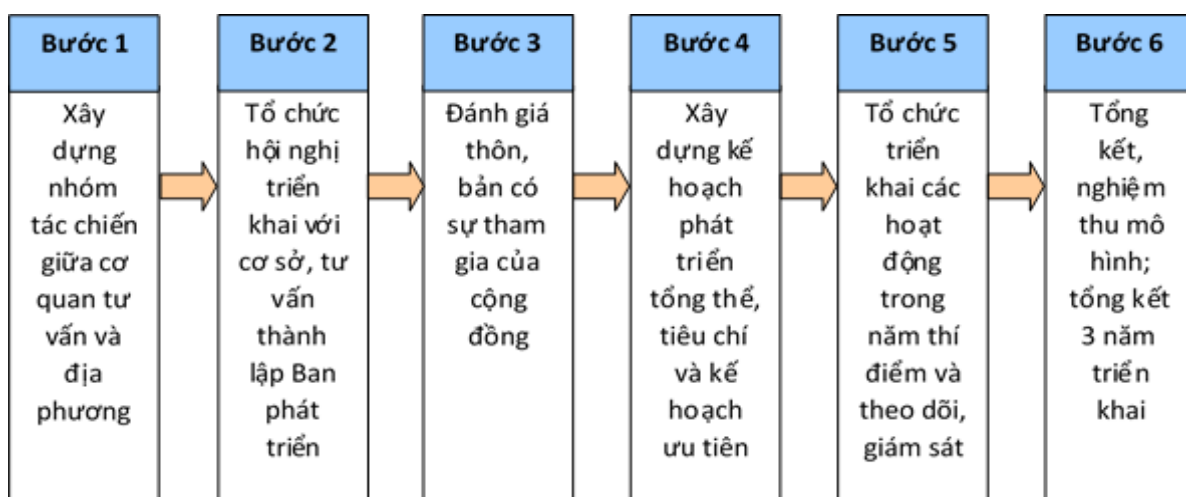 Bước 1
Xây
dựng
nhóm
tác chiến
giữa cơ
quan tư
vấn và
địa
phương
Bước 2
Tổ chức
hội nghị
triển
khai với
cơ sở, tư
vấn
thành
lập Ban
phát
triển
Bước 3
Đánh giá
thôn,
bản có
sự tham
gia của
cộng
đồng
Bước 4
Xây
dựng kế
hoạch
phát
triển
tổng thể,
tiêu chí
và kế
hoạch
ưu tiên
Bước 5
Tổ chức
triển
khai các
hoạt
động
trong
năm thí
điểm và
theo dõi,
giám sát
Bước 6
Tổng
kết,
nghiệm
thu mô
hình;
tổng kết
3 năm
triển
khai